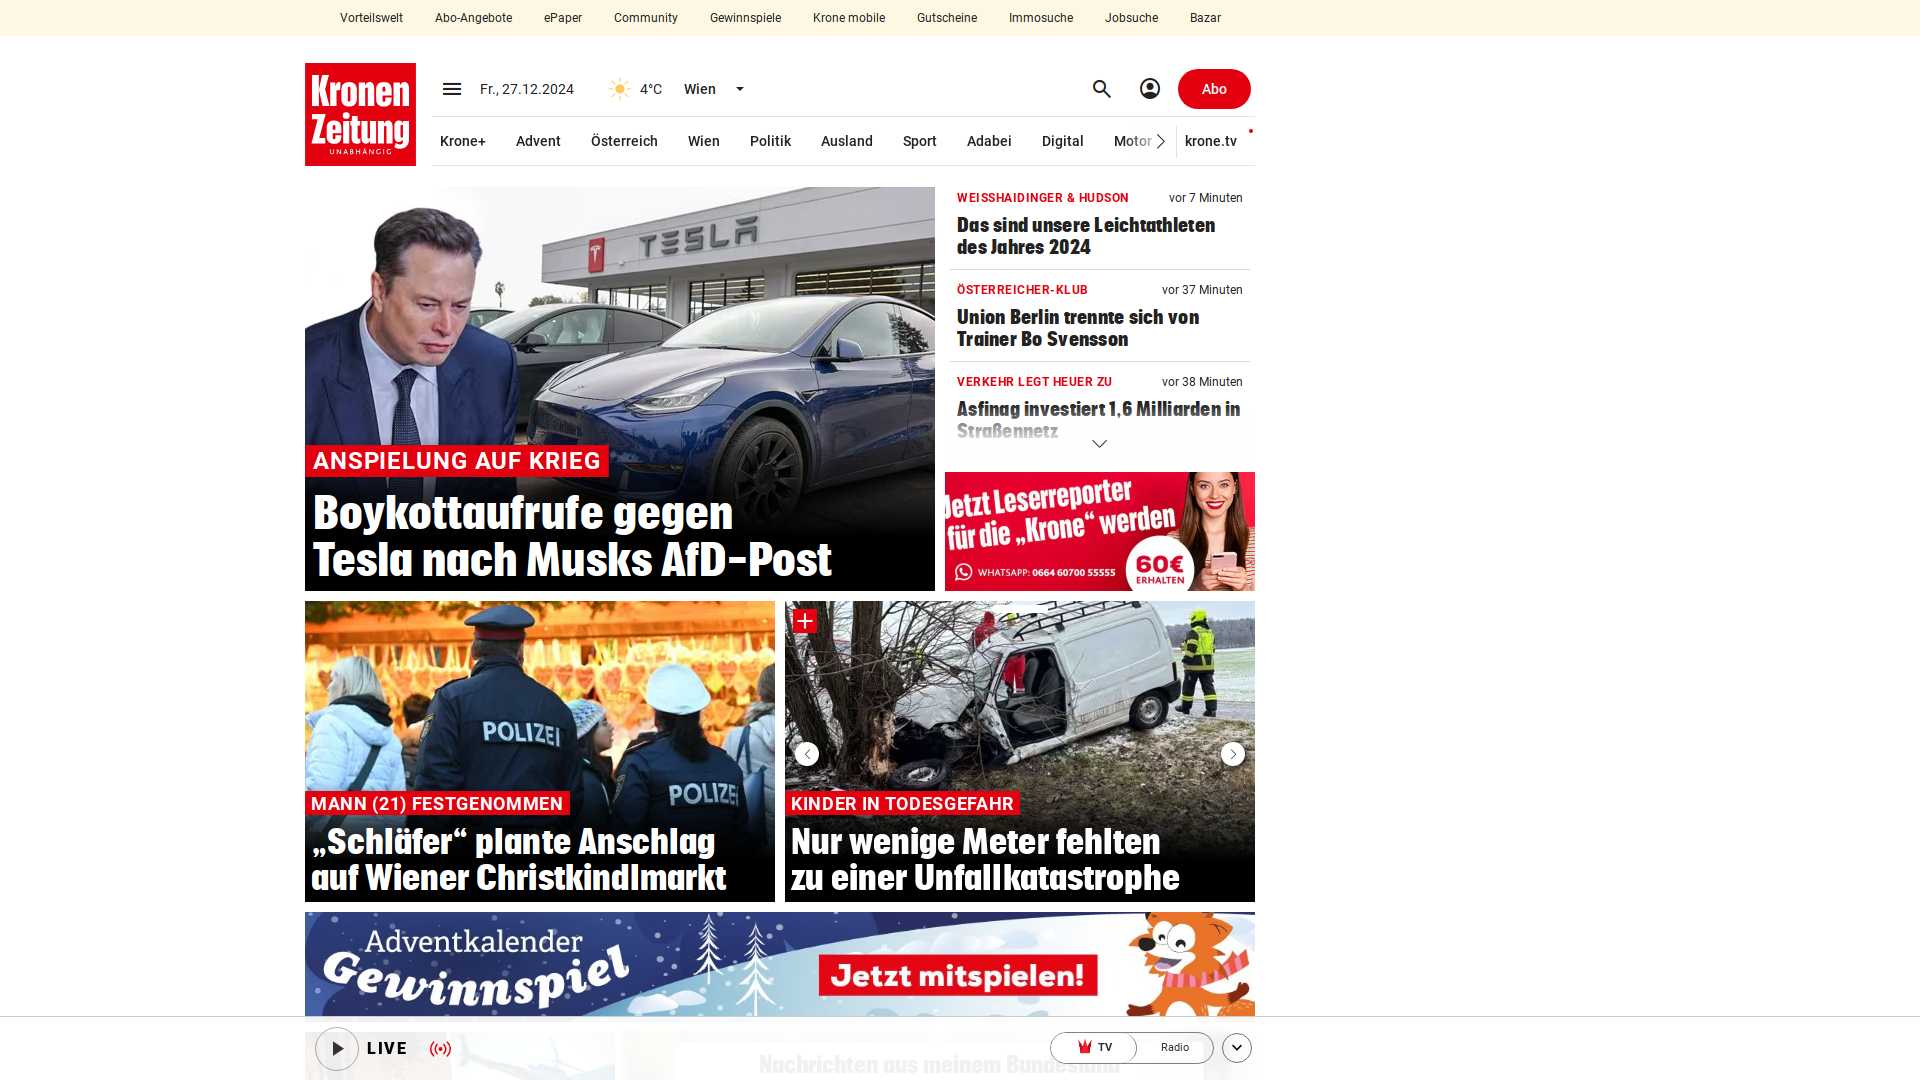 Vorteilswelt Abo-Angebote ePaper Community Gewinnspiele Krone mobile Gutscheine Immosuche Jobsuche Bazar
Kronen
Zeitung
UNABHÄNGIG
Fr., 27.12.2024 4°C Wien Abo
Krone+ Advent Österreich Wien Politik Ausland Sport Adabei Digital Motor krone.tv
TESLA
ANSPIELUNG AUF KRIEG
Boykottaufrufe gegen
Tesla nach Musks AfD-Post
WEISSHAIDINGER & HUDSON vor 7 Minuten
Das sind unsere Leichtathleten
des Jahres 2024
ÖSTERREICHER-KLUB vor 37 Minuten
Union Berlin trennte sich von
Trainer Bo Svensson
VERKEHR LEGT HEUER ZU vor 38 Minuten
Asfinag investiert 1,6 Milliarden in
Straßennetz
Jetzt Leserreporter
für die „Krone“ werden
WHATSAPP: 0664 60700 55555
60€
ERHALTEN
POLIZEI
POLIZEI
MANN (21) FESTGENOMMEN
„Schläfer“ plante Anschlag
auf Wiener Christkindlmarkt
KINDER IN TODESGEFAHR
Nur wenige Meter fehlten
zu einer Unfallkatastrophe
Adventkalender
Gewinnspiel
Jetzt mitspielen!
LIVE TV Radio
Nachrichten aus meinem Bundesland